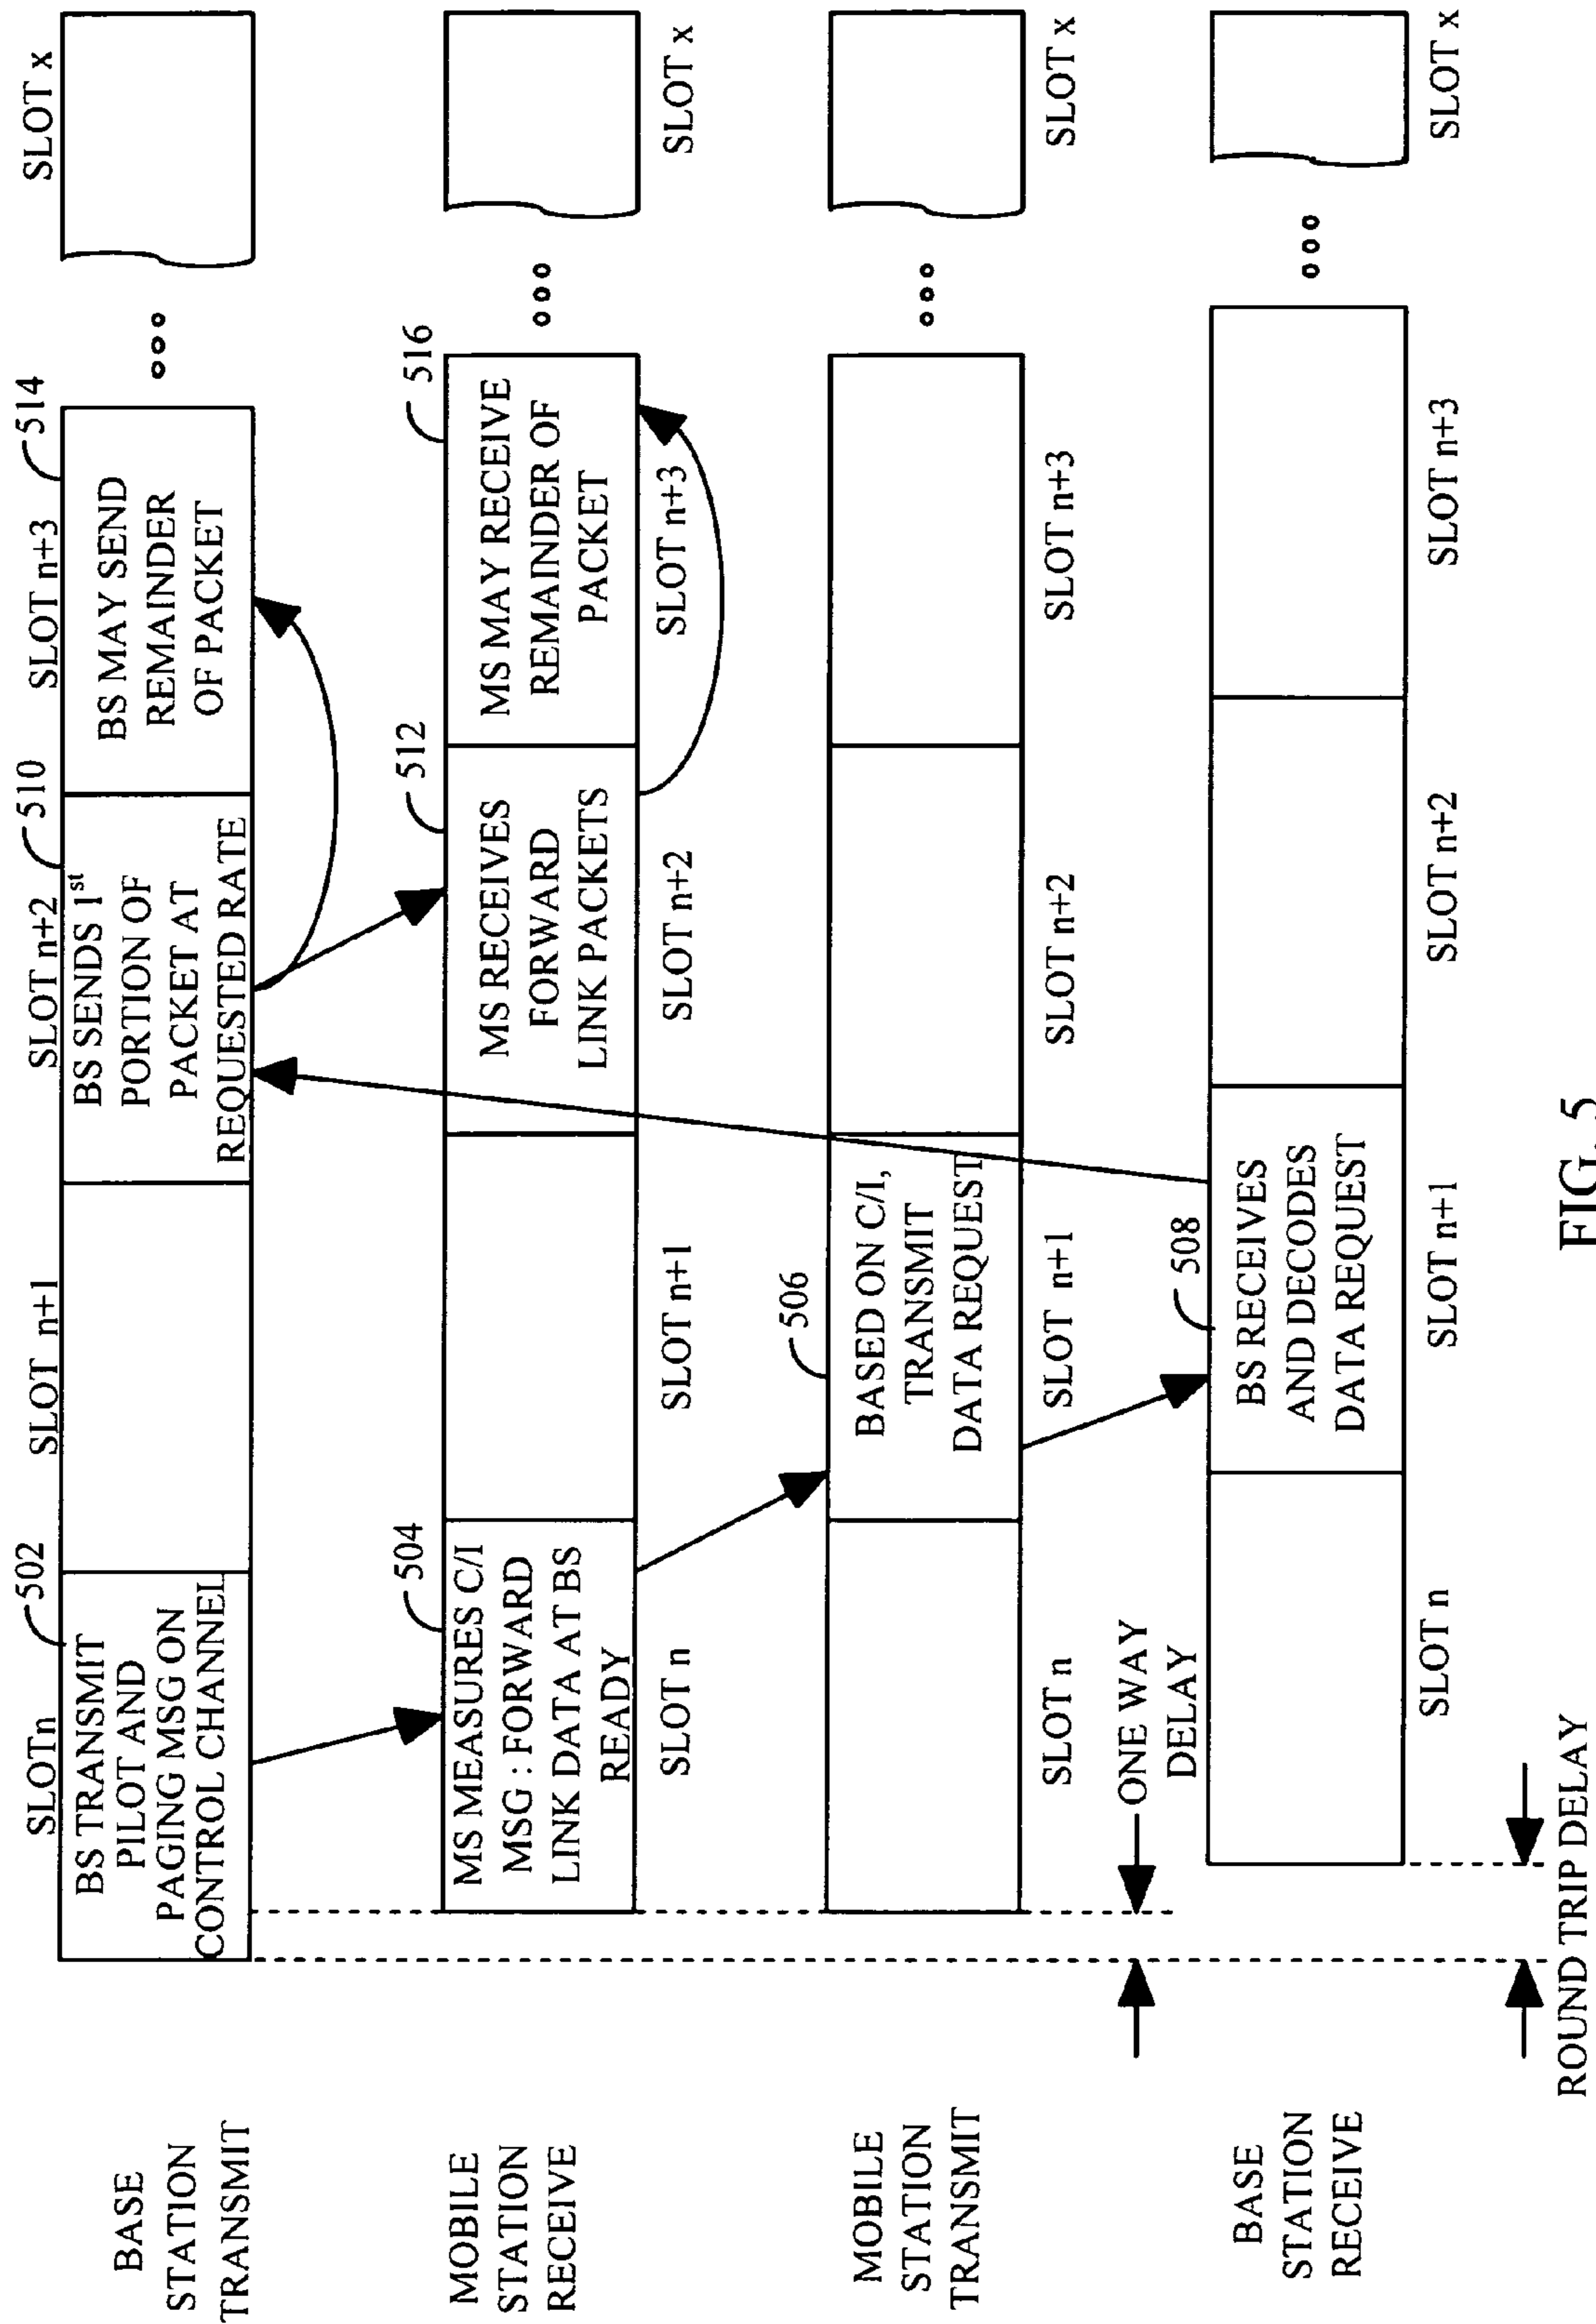 BASE
STATION
TRANSMIT
SLOT n
SLOT n+1
SLOT n+2
SLOT n+3
SLOT x
502
BS TRANSMIT
PILOT AND
PAGING MSG ON
CONTROL CHANNEL
510
BS SENDS 1st
PORTION OF
PACKET AT
REQUESTED RATE
514
BS MAY SEND
REMAINDER
OF PACKET
MOBILE
STATION
RECEIVE
504
MS MEASURES C/I
MSG : FORWARD
LINK DATA AT BS
READY
512
MS RECEIVES
FORWARD
LINK PACKETS
516
MS MAY RECEIVE
REMAINDER OF
PACKET
SLOT n
SLOT n+1
SLOT n+2
SLOT n+3
SLOT x
MOBILE
STATION
TRANSMIT
506
BASED ON C/I,
TRANSMIT
DATA REQUEST
SLOT n
SLOT n+1
SLOT n+2
SLOT n+3
SLOT x
ONE WAY
DELAY
BASE
STATION
RECEIVE
508
BS RECEIVES
AND DECODES
DATA REQUEST
SLOT n
SLOT n+1
SLOT n+2
SLOT n+3
SLOT x
ROUND TRIP DELAY
FIG. 5